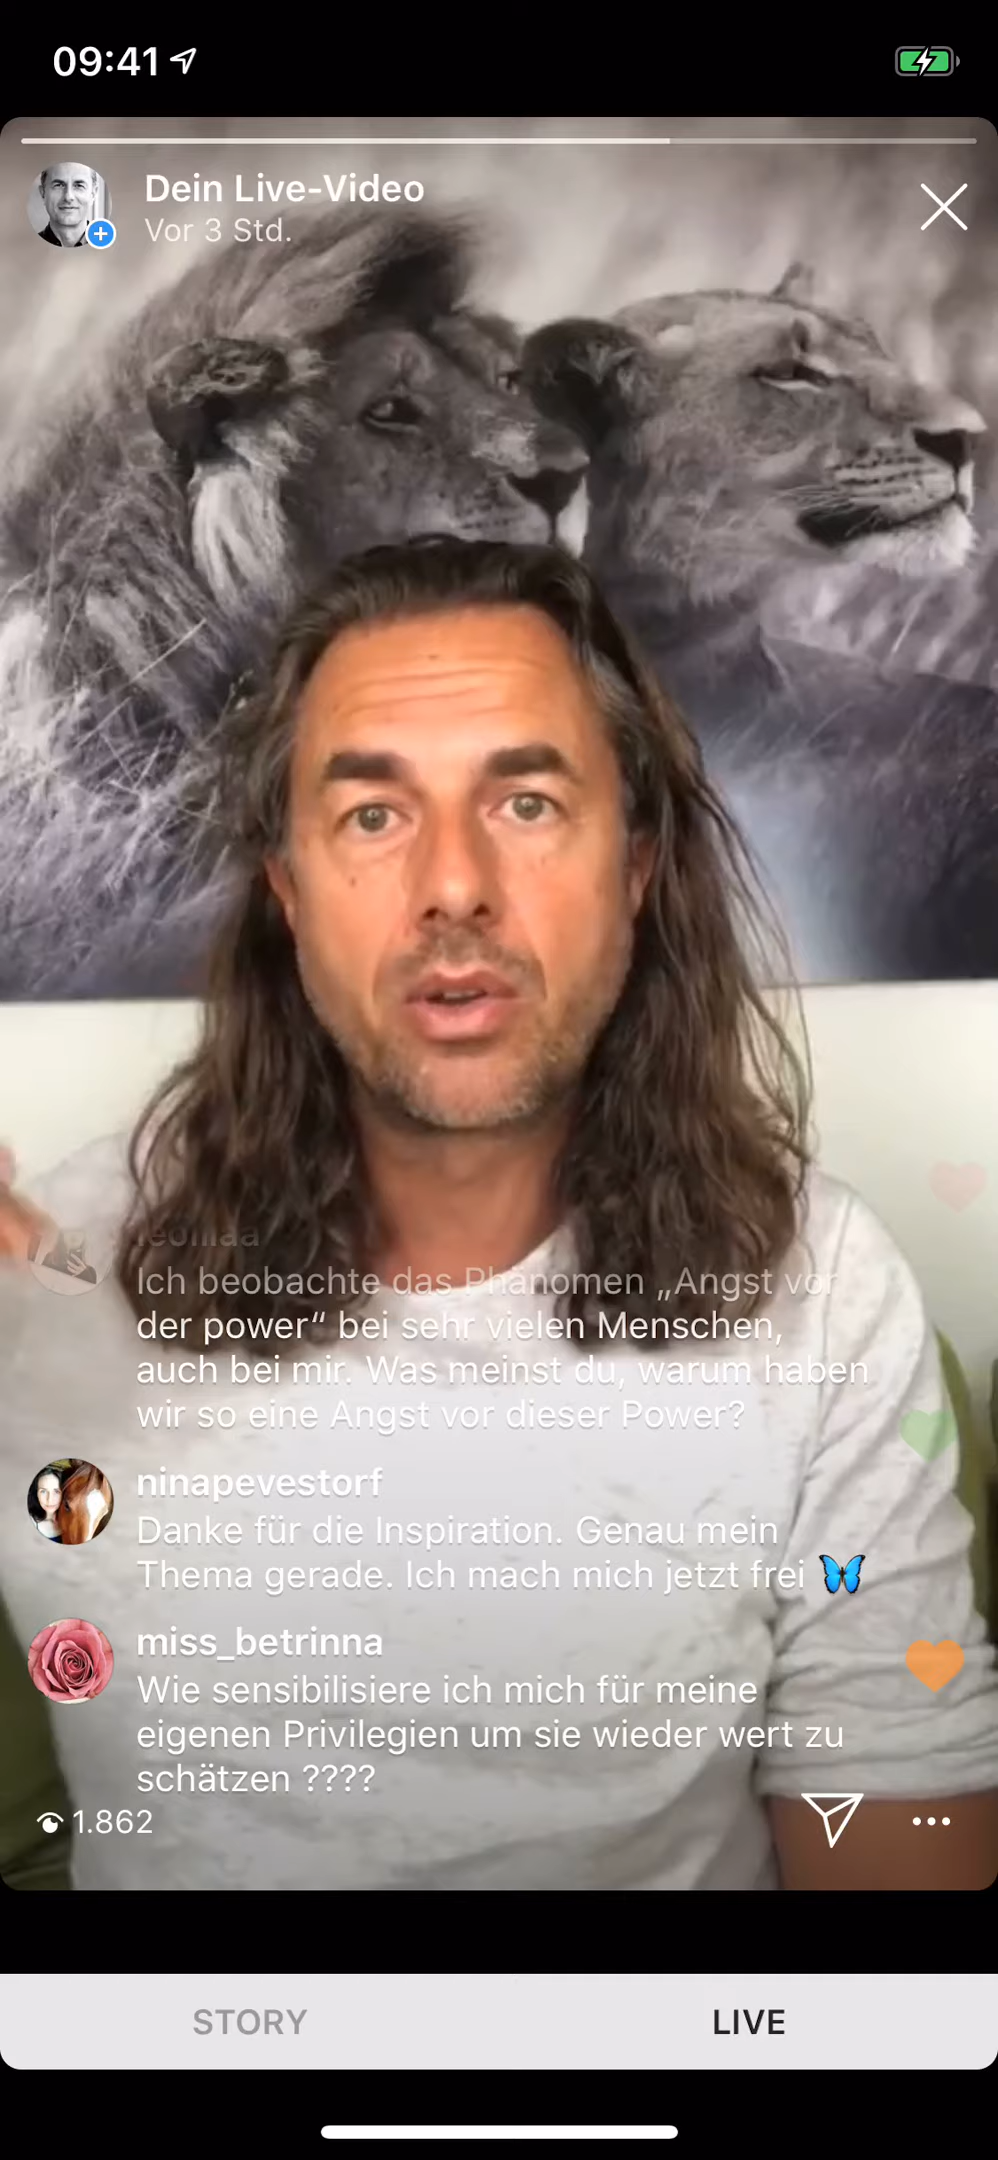 09:41
Dein Live-Video
Vor 3 Std.
leoniaa
Ich beobachte das Phänomen „Angst vor
der power“ bei sehr vielen Menschen,
auch bei mir. Was meinst du, warum haben
wir so eine Angst vor dieser Power?
ninapevestorf
Danke für die Inspiration. Genau mein
Thema gerade. Ich mach mich jetzt frei 🦋
miss_betrinna
Wie sensibilisiere ich mich für meine
eigenen Privilegien um sie wieder wert zu
schätzen ????
1.862
STORY
LIVE